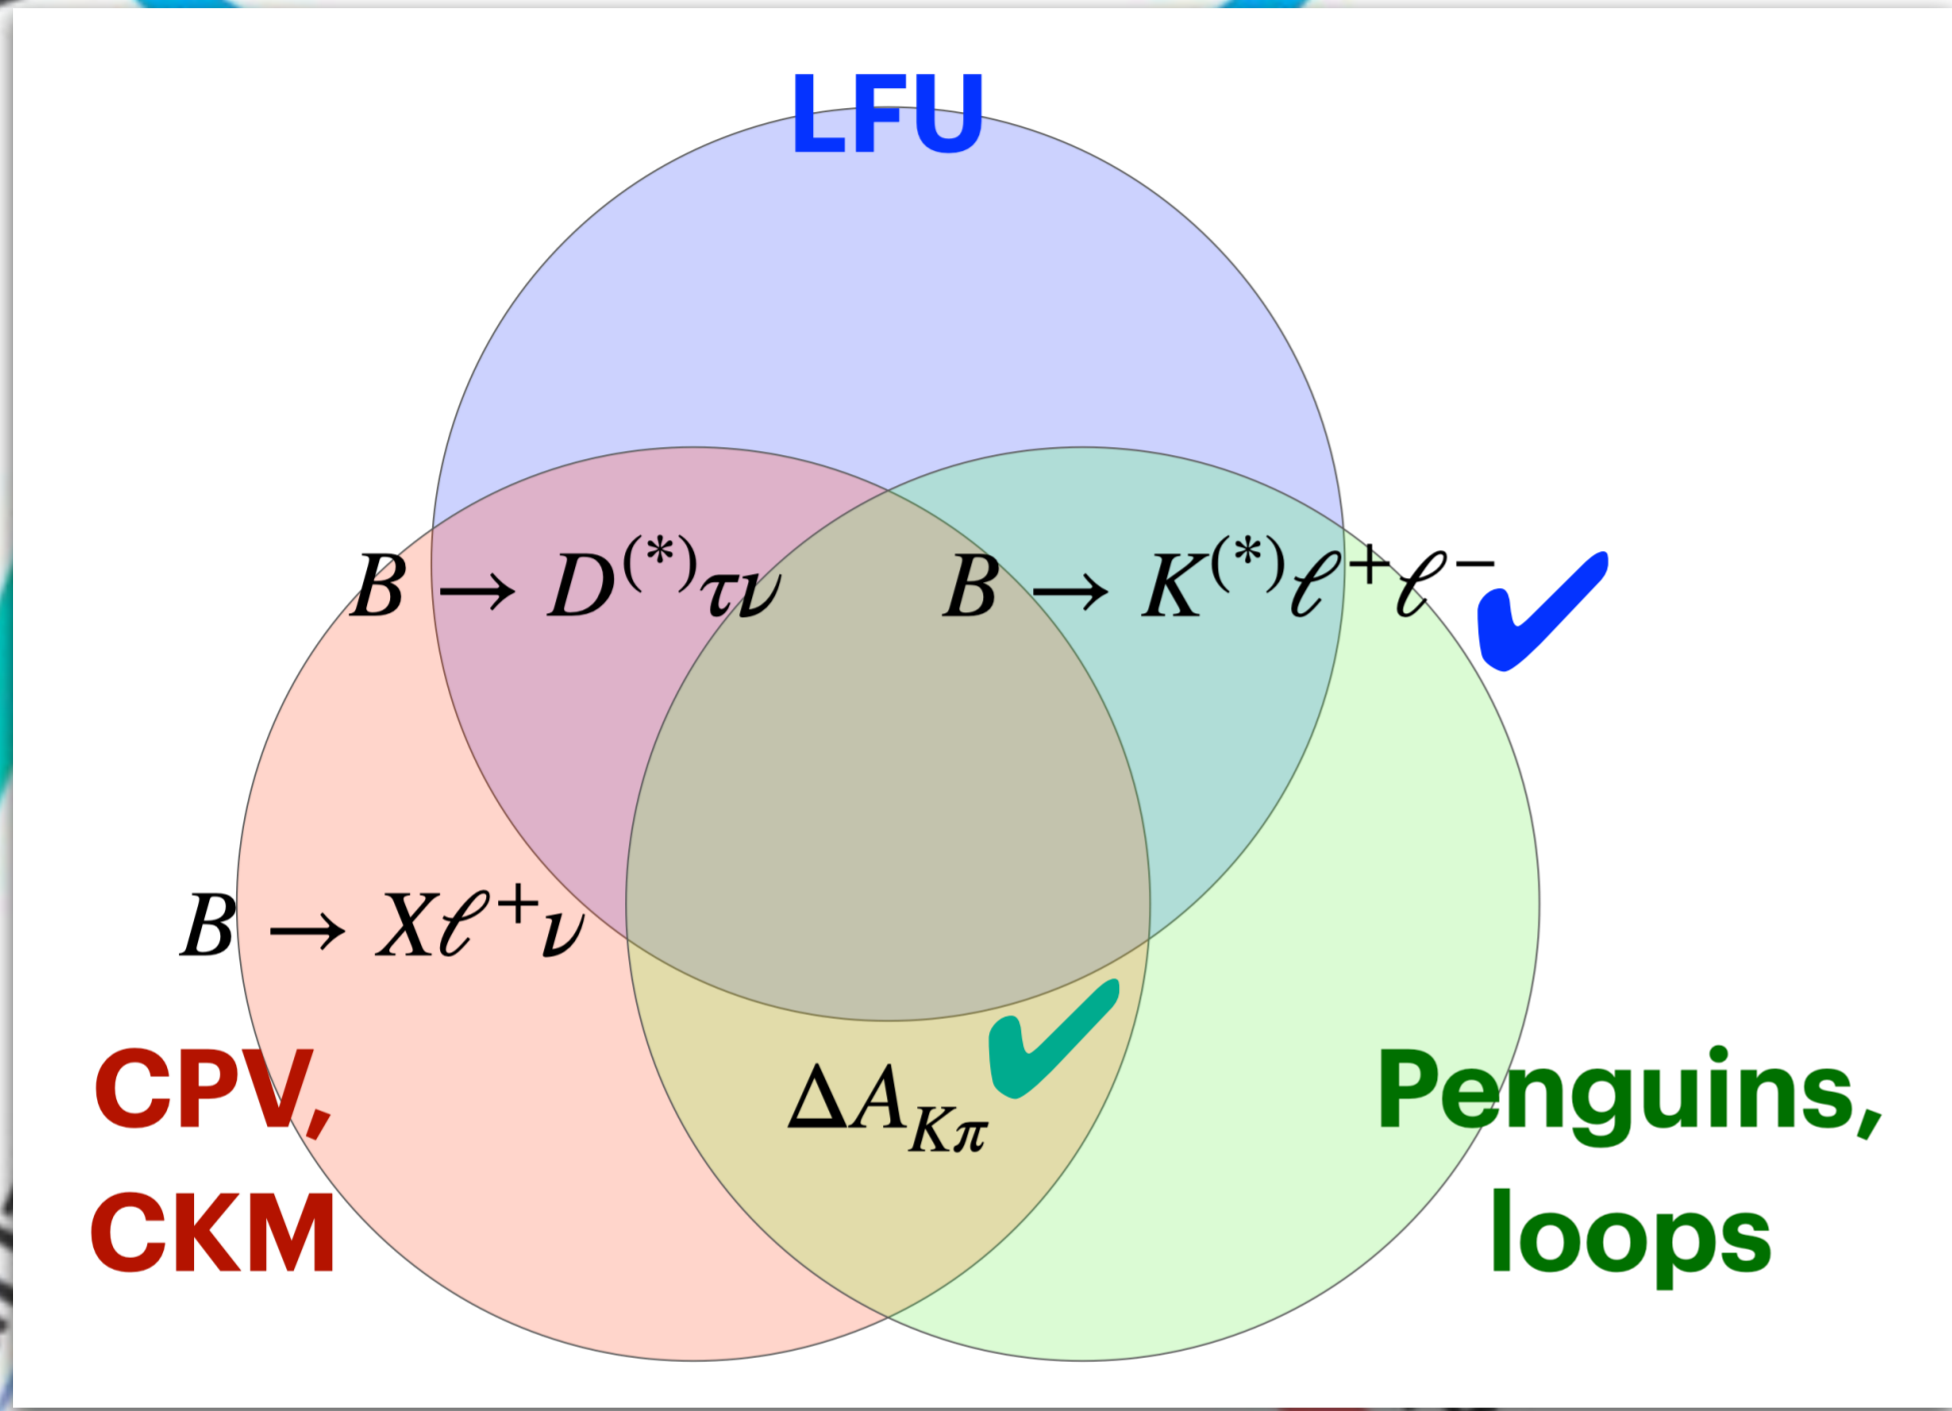 LFU
B → D^(*)τν
B → K^(*)ℓ⁺ℓ⁻
B → Xℓ⁺ν
ΔA_Kπ
CPV,
CKM
Penguins,
loops